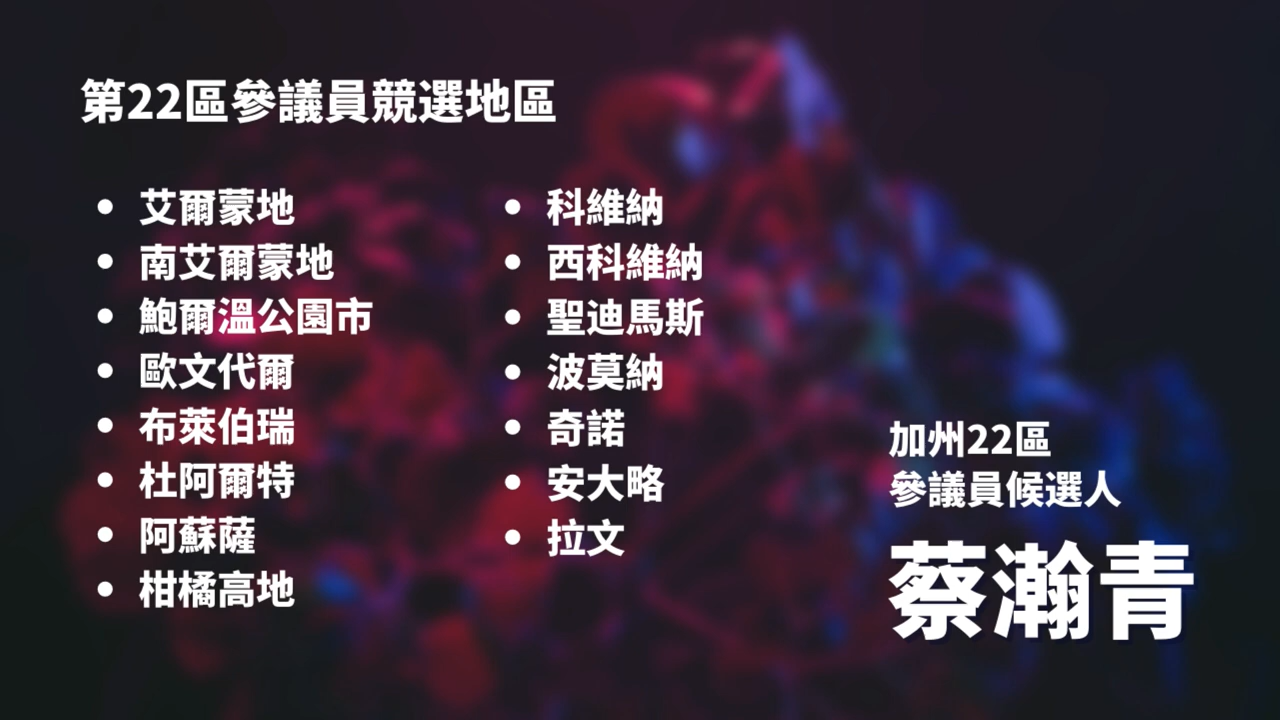 第22區參議員競選地區
艾爾蒙地
南艾爾蒙地
鮑爾溫公園市
歐文代爾
布萊伯瑞
杜阿爾特
阿蘇薩
柑橘高地
科維納
西科維納
聖迪馬斯
波莫納
奇諾
安大略
拉文
加州22區
參議員候選人
蔡瀚青